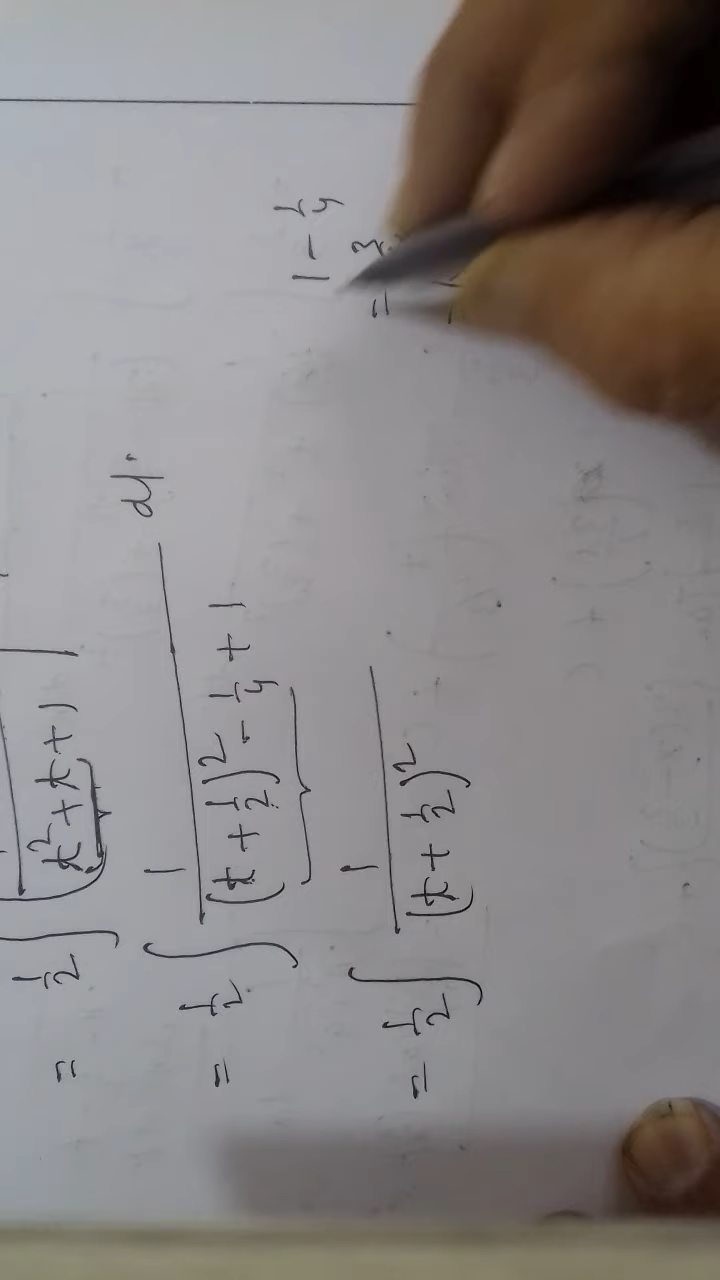 = 1/2 ∫ 1/(t² + t + 1)
= 1/2 ∫ 1/((t + 1/2)² - 1/4 + 1) dt
= 1/2 ∫ 1/(t + 1/2)²
1 - 1/4
= 3